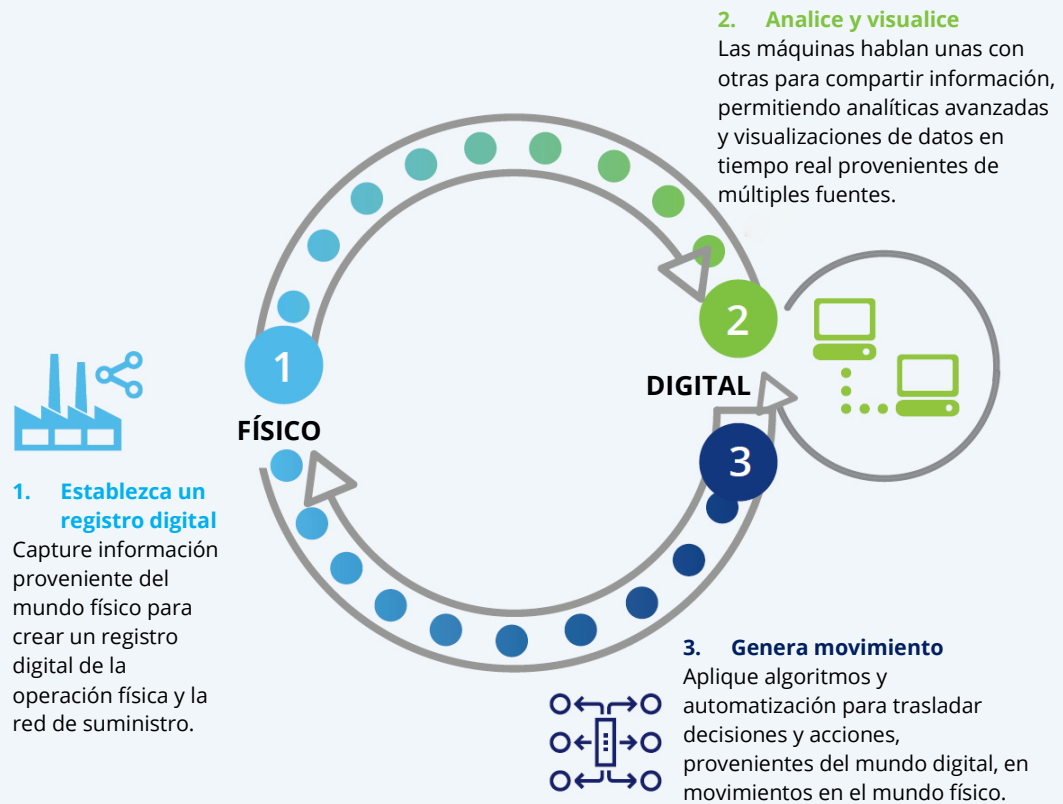 2. Analice y visualice
Las máquinas hablan unas con
otras para compartir información,
permitiendo analíticas avanzadas
y visualizaciones de datos en
tiempo real provenientes de
múltiples fuentes.
2
1
DIGITAL
FÍSICO
3
1. Establezca un
registro digital
Capture información
proveniente del
mundo físico para
crear un registro
digital de la
operación física y la
red de suministro.
3. Genera movimiento
Aplique algoritmos y
automatización para trasladar
decisiones y acciones,
provenientes del mundo digital, en
movimientos en el mundo físico.